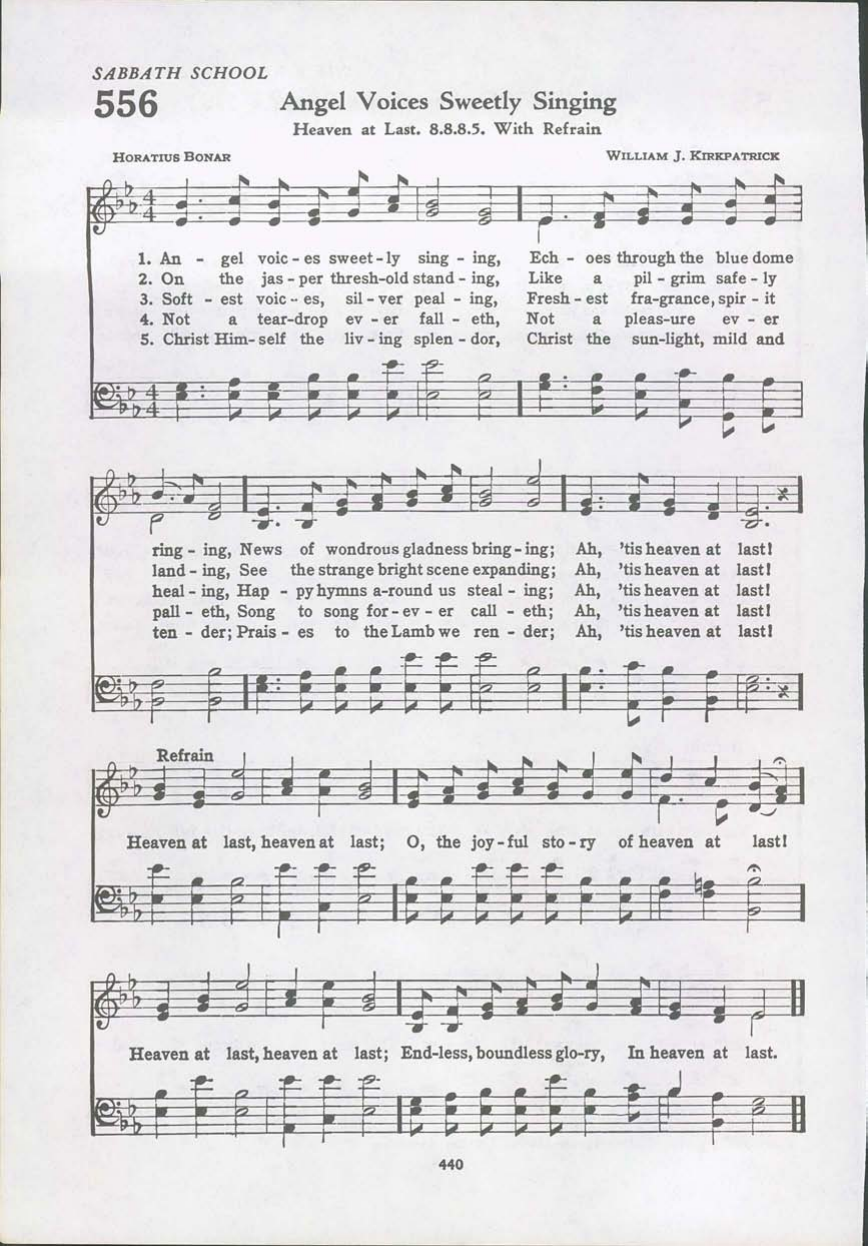 SABBATH SCHOOL
556
Angel Voices Sweetly Singing
Heaven at Last. 8.8.8.5. With Refrain
HORATIUS BONAR
WILLIAM J. KIRKPATRICK
4
4
1. An - gel voic - es sweet - ly sing - ing, Ech - oes through the blue dome
2. On the jas - per thresh-old stand - ing, Like a pil - grim safe - ly
3. Soft - est voic - es, sil - ver peal - ing, Fresh - est fra-grance, spir - it
4. Not a tear-drop ev - er fall - eth, Not a pleas-ure ev - er
5. Christ Him - self the liv - ing splen - dor, Christ the sun-light, mild and
4
4
ring - ing, News of wondrous gladness bring - ing; Ah, 'tis heaven at last!
land - ing, See the strange bright scene expanding; Ah, 'tis heaven at last!
heal - ing, Hap - py hymns a-round us steal - ing; Ah, 'tis heaven at last!
pall - eth, Song to song for - ev - er call - eth; Ah, 'tis heaven at last!
ten - der; Prais - es to the Lamb we ren - der; Ah, 'tis heaven at last!
Refrain
Heaven at last, heaven at last; O, the joy - ful sto - ry of heaven at last!
Heaven at last, heaven at last; End-less, boundless glo-ry, In heaven at last.
440